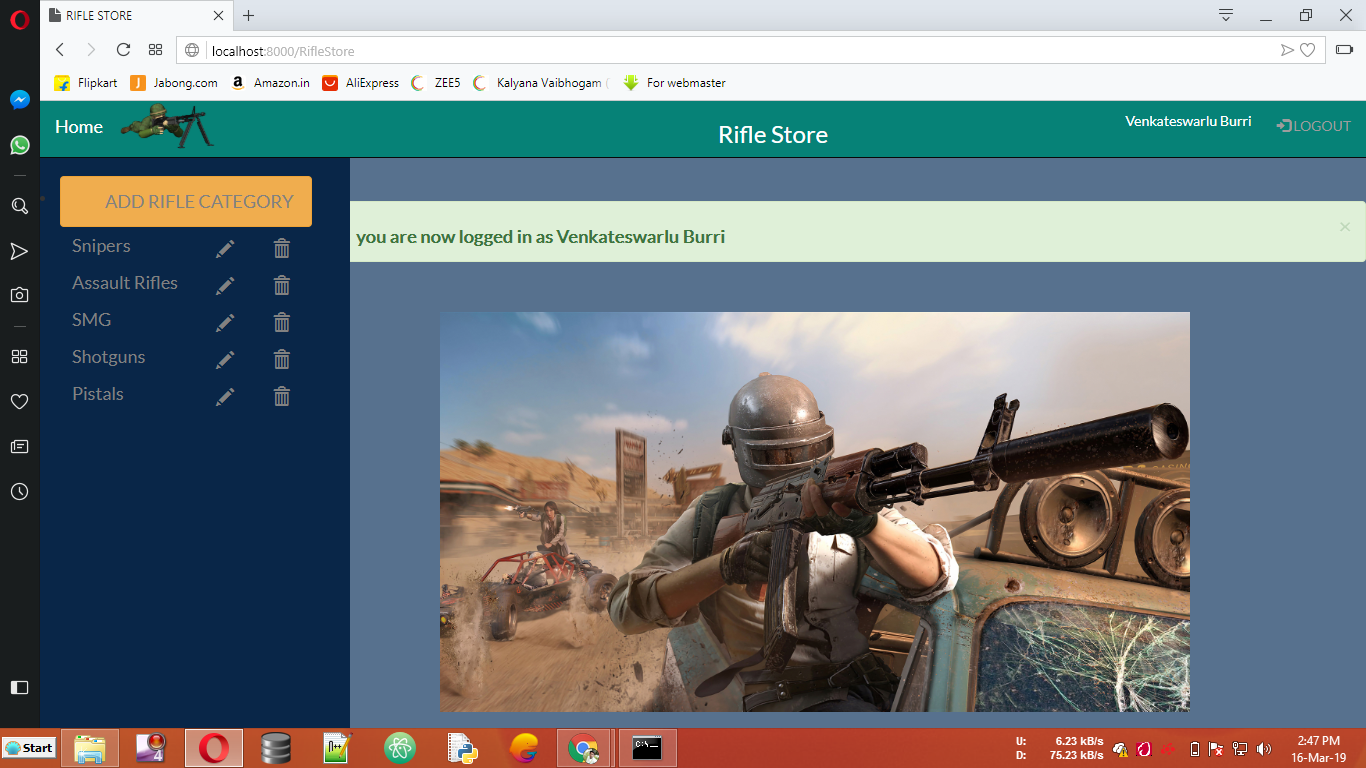 RIFLE STORE
localhost:8000/RifleStore
Flipkart
Jabong.com
Amazon.in
AliExpress
ZEE5
Kalyana Vaibhogam (
For webmaster
Home
Rifle Store
Venkateswarlu Burri
LOGOUT
ADD RIFLE CATEGORY
Snipers
Assault Rifles
SMG
Shotguns
Pistals
you are now logged in as Venkateswarlu Burri
×
Start
4
U: 6.23 kB/s
D: 75.23 kB/s
2:47 PM
16-Mar-19